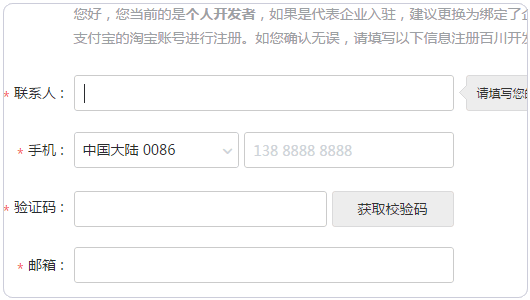 您好，您当前的是个人开发者，如果是代表企业入驻，建议更换为绑定了企
支付宝的淘宝账号进行注册。如您确认无误，请填写以下信息注册百川开发
* 联系人： 请填写您的
* 手机： 中国大陆 0086 138 8888 8888
* 验证码： 获取校验码
* 邮箱：